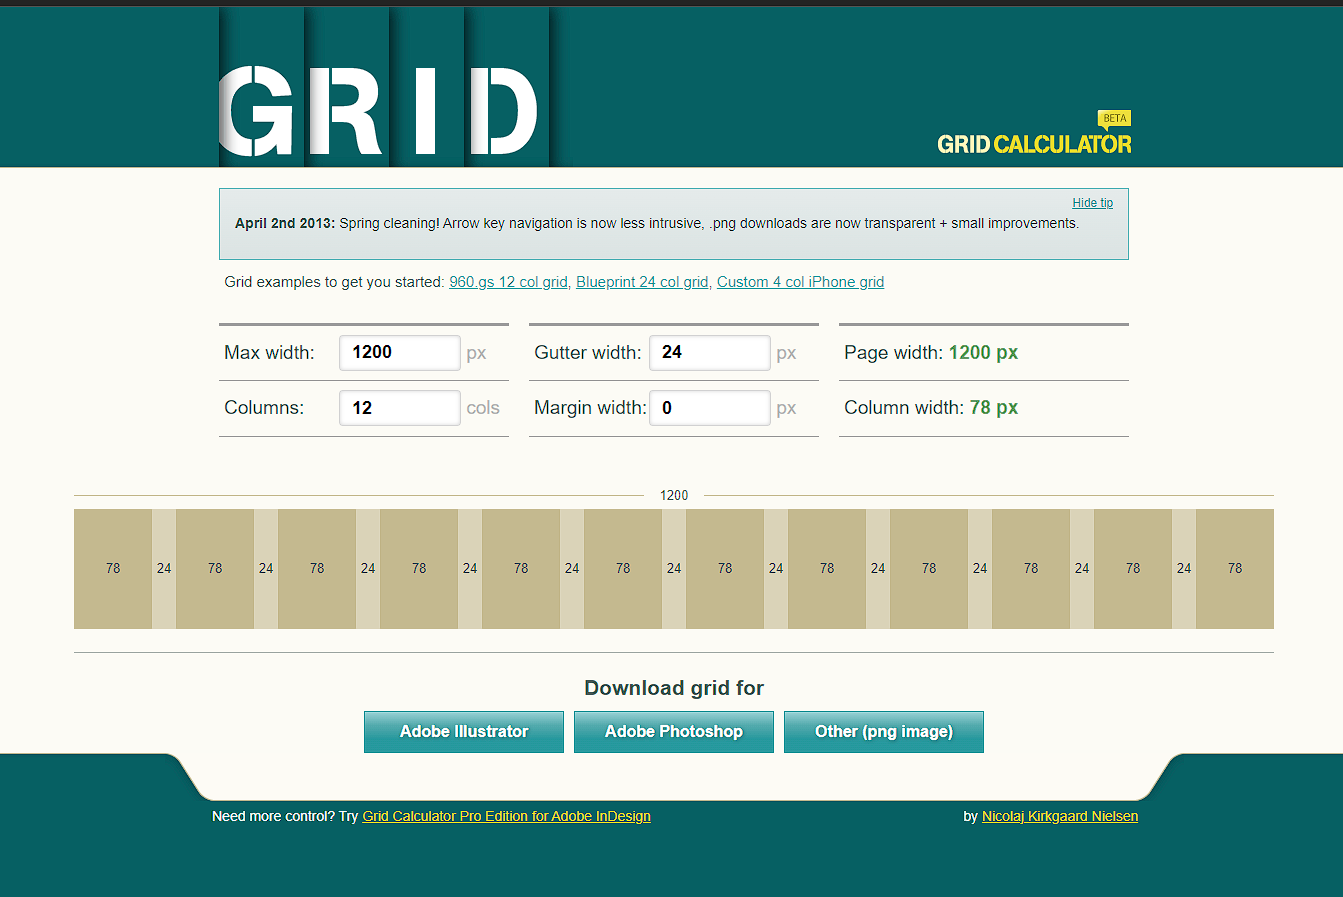 GRID
BETA
GRID CALCULATOR
Hide tip
April 2nd 2013: Spring cleaning! Arrow key navigation is now less intrusive, .png downloads are now transparent + small improvements.
Grid examples to get you started: 960.gs 12 col grid, Blueprint 24 col grid, Custom 4 col iPhone grid
Max width: 1200 px Gutter width: 24 px Page width: 1200 px
Columns: 12 cols Margin width: 0 px Column width: 78 px
1200
78 24 78 24 78 24 78 24 78 24 78 24 78 24 78 24 78 24 78 24 78 24 78
Download grid for
Adobe Illustrator Adobe Photoshop Other (png image)
Need more control? Try Grid Calculator Pro Edition for Adobe InDesign by Nicolaj Kirkgaard Nielsen